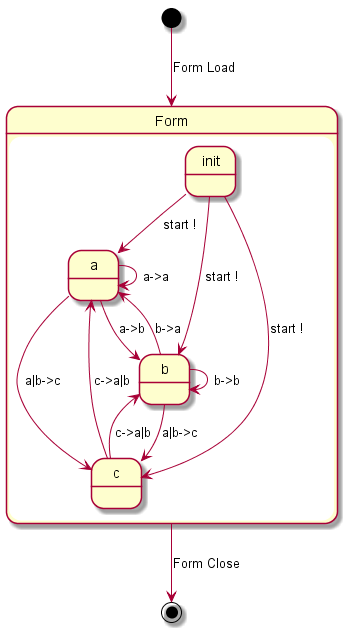 Form Load
Form
init
start !
a
a->a
start !
start !
a->b
b->a
b
a|b->c
c->a|b
b->b
c->a|b
a|b->c
c
Form Close